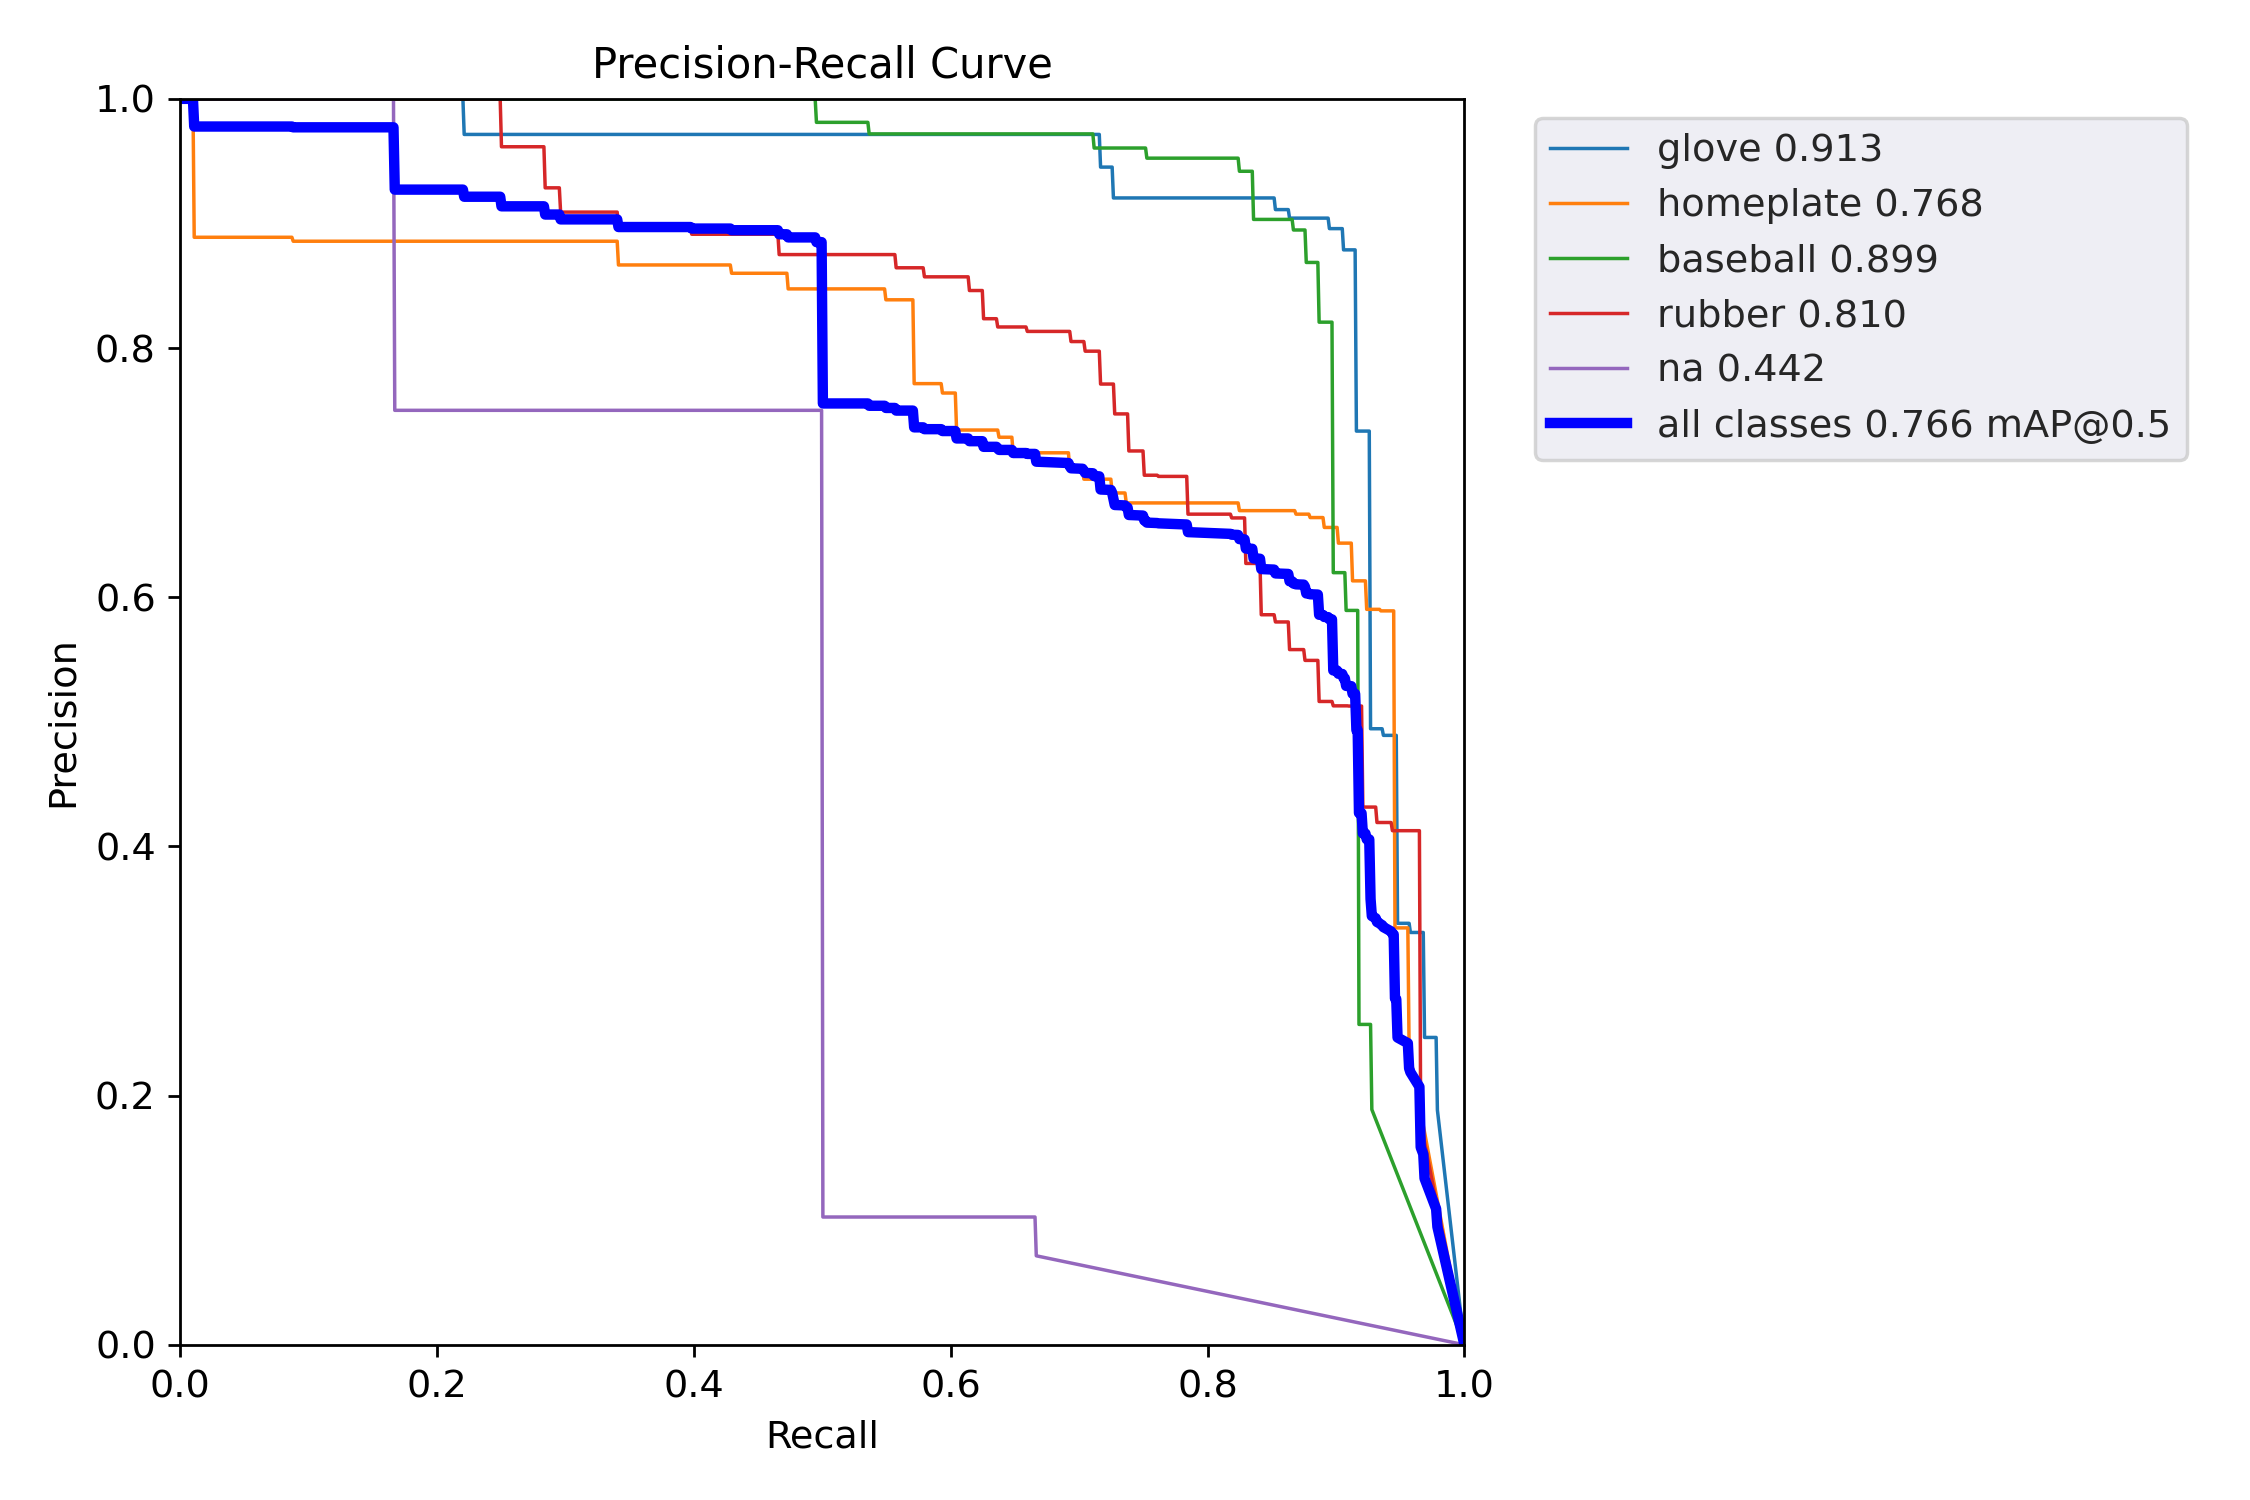 Precision-Recall Curve
1.0
0.8
0.6
0.4
0.2
0.0
Precision
0.0 0.2 0.4 0.6 0.8 1.0
Recall
glove 0.913
homeplate 0.768
baseball 0.899
rubber 0.810
na 0.442
all classes 0.766 mAP@0.5